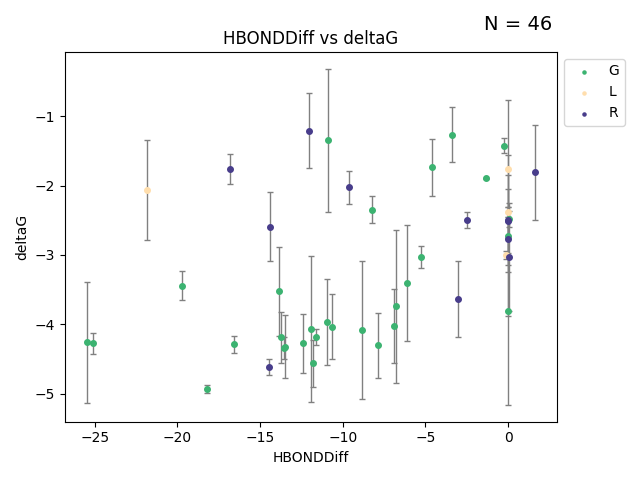 N = 46
HBONDDiff vs deltaG
G
L
R
deltaG
−1
−2
−3
−4
−5
−25 −20 −15 −10 −5 0
HBONDDiff